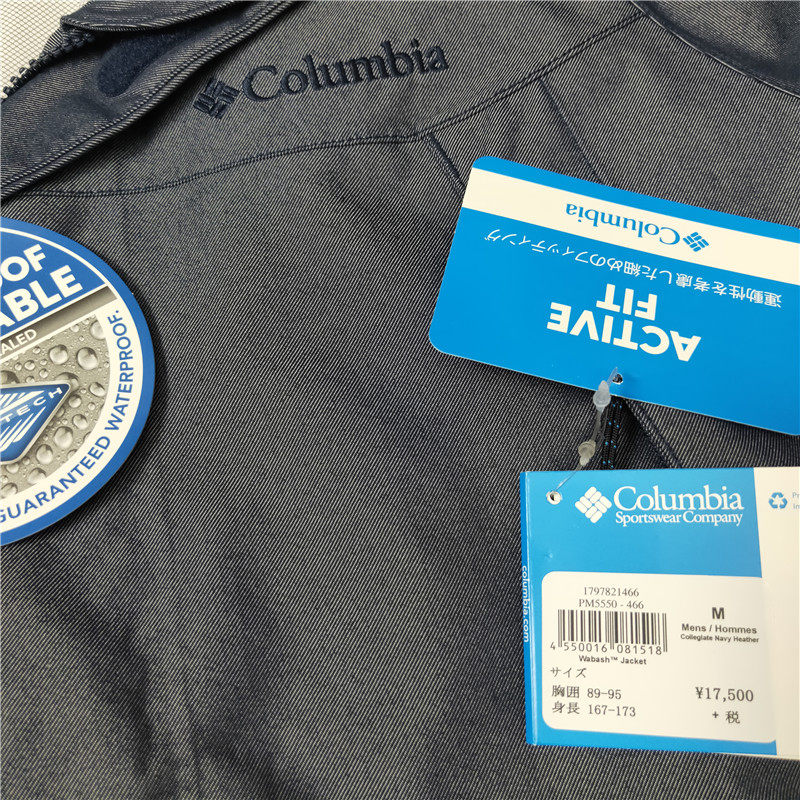 Columbia
OF
ABLE
ALED
TECH
GUARANTEED WATERPROOF.
Columbia
運動性を考慮した細めのフィッティング
ACTIVE
FIT
Columbia
Sportswear Company
columbia.com
1797821466
PM5550 - 466
4 550016 081518
Wabash™ Jacket
M
Mens / Hommes
Collegiate Navy Heather
サイズ
胸囲 89-95
身長 167-173
¥17,500
+ 税